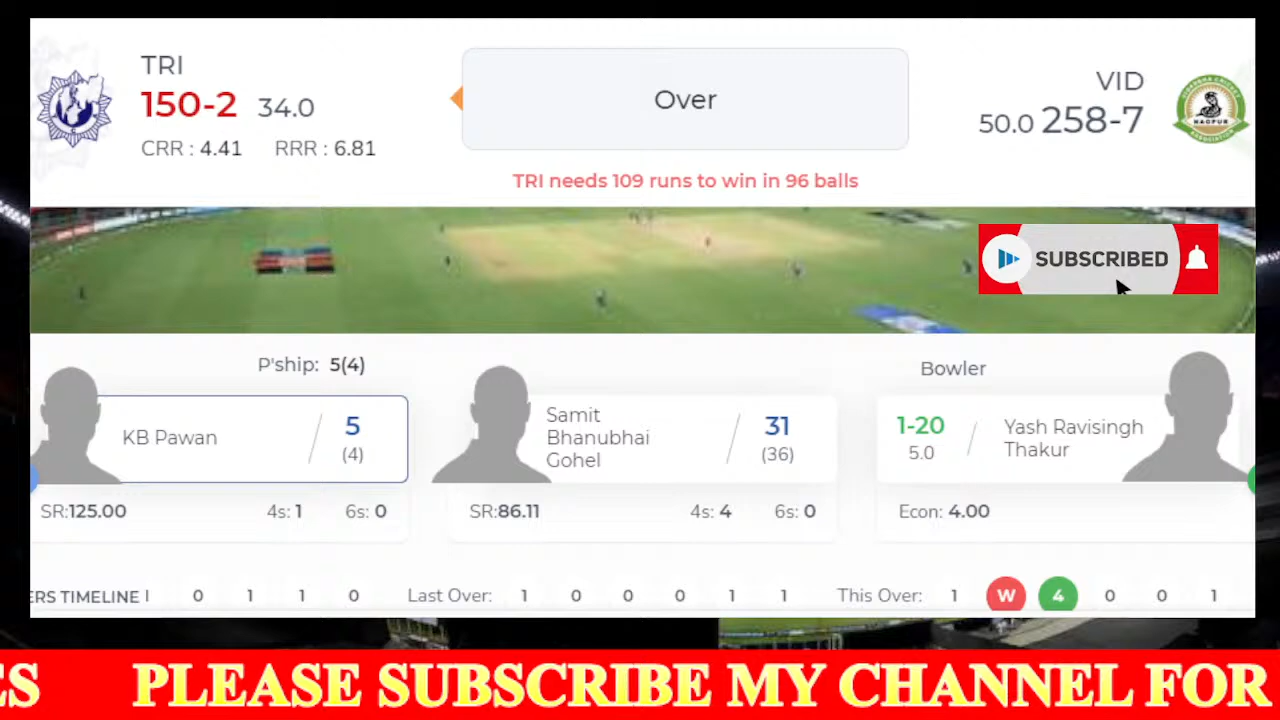 TRI
150-2 34.0
CRR : 4.41 RRR : 6.81
Over
TRI needs 109 runs to win in 96 balls
VID
50.0 258-7
NAGPUR
SUBSCRIBED
P'ship: 5(4)
KB Pawan
5
(4)
SR:125.00 4s: 1 6s: 0
Samit
Bhanubhai
Gohel
31
(36)
SR:86.11 4s: 4 6s: 0
Bowler
1-20
5.0
Yash Ravisingh
Thakur
Econ: 4.00
ERS TIMELINE 1 0 1 1 0 Last Over: 1 0 0 0 1 1 This Over: 1 W 4 0 0 1
ES PLEASE SUBSCRIBE MY CHANNEL FOR